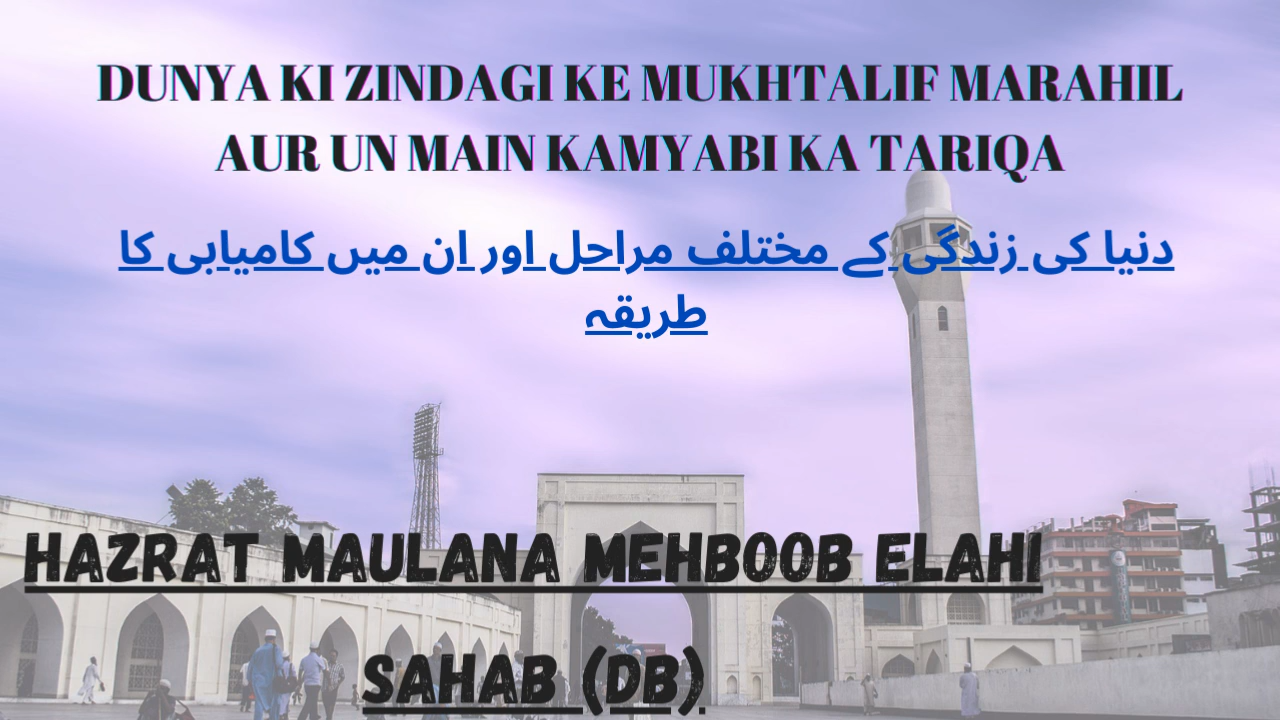 DUNYA KI ZINDAGI KE MUKHTALIF MARAHIL
AUR UN MAIN KAMYABI KA TARIQA
دنیا کی زندگی کے مختلف مراحل اور ان میں کامیابی کا
طریقہ
HAZRAT MAULANA MEHBOOB ELAHI
SAHAB (DB).